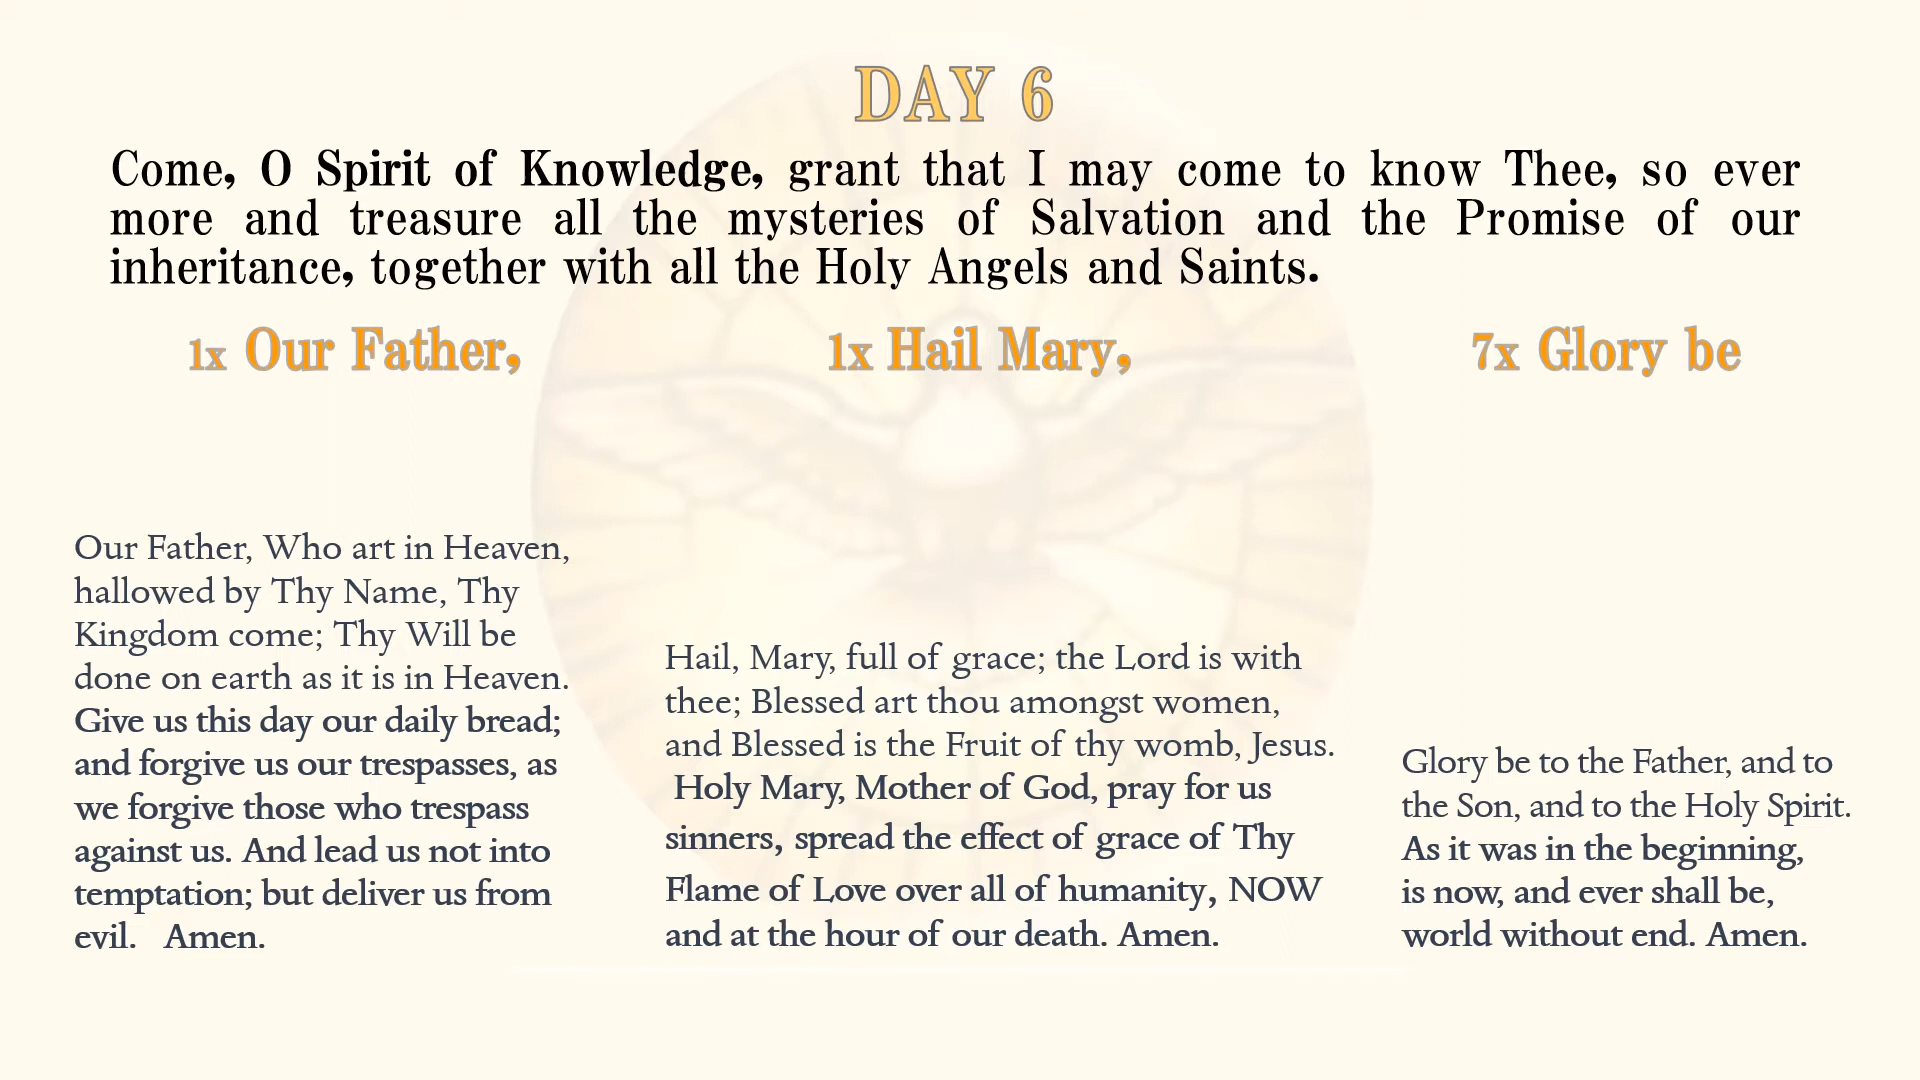 DAY 6
Come, O Spirit of Knowledge, grant that I may come to know Thee, so ever
more and treasure all the mysteries of Salvation and the Promise of our
inheritance, together with all the Holy Angels and Saints.
1x Our Father,
1x Hail Mary,
7x Glory be
Our Father, Who art in Heaven,
hallowed by Thy Name, Thy
Kingdom come; Thy Will be
done on earth as it is in Heaven.
Give us this day our daily bread;
and forgive us our trespasses, as
we forgive those who trespass
against us. And lead us not into
temptation; but deliver us from
evil. Amen.
Hail, Mary, full of grace; the Lord is with
thee; Blessed art thou amongst women,
and Blessed is the Fruit of thy womb, Jesus.
Holy Mary, Mother of God, pray for us
sinners, spread the effect of grace of Thy
Flame of Love over all of humanity, NOW
and at the hour of our death. Amen.
Glory be to the Father, and to
the Son, and to the Holy Spirit.
As it was in the beginning,
is now, and ever shall be,
world without end. Amen.